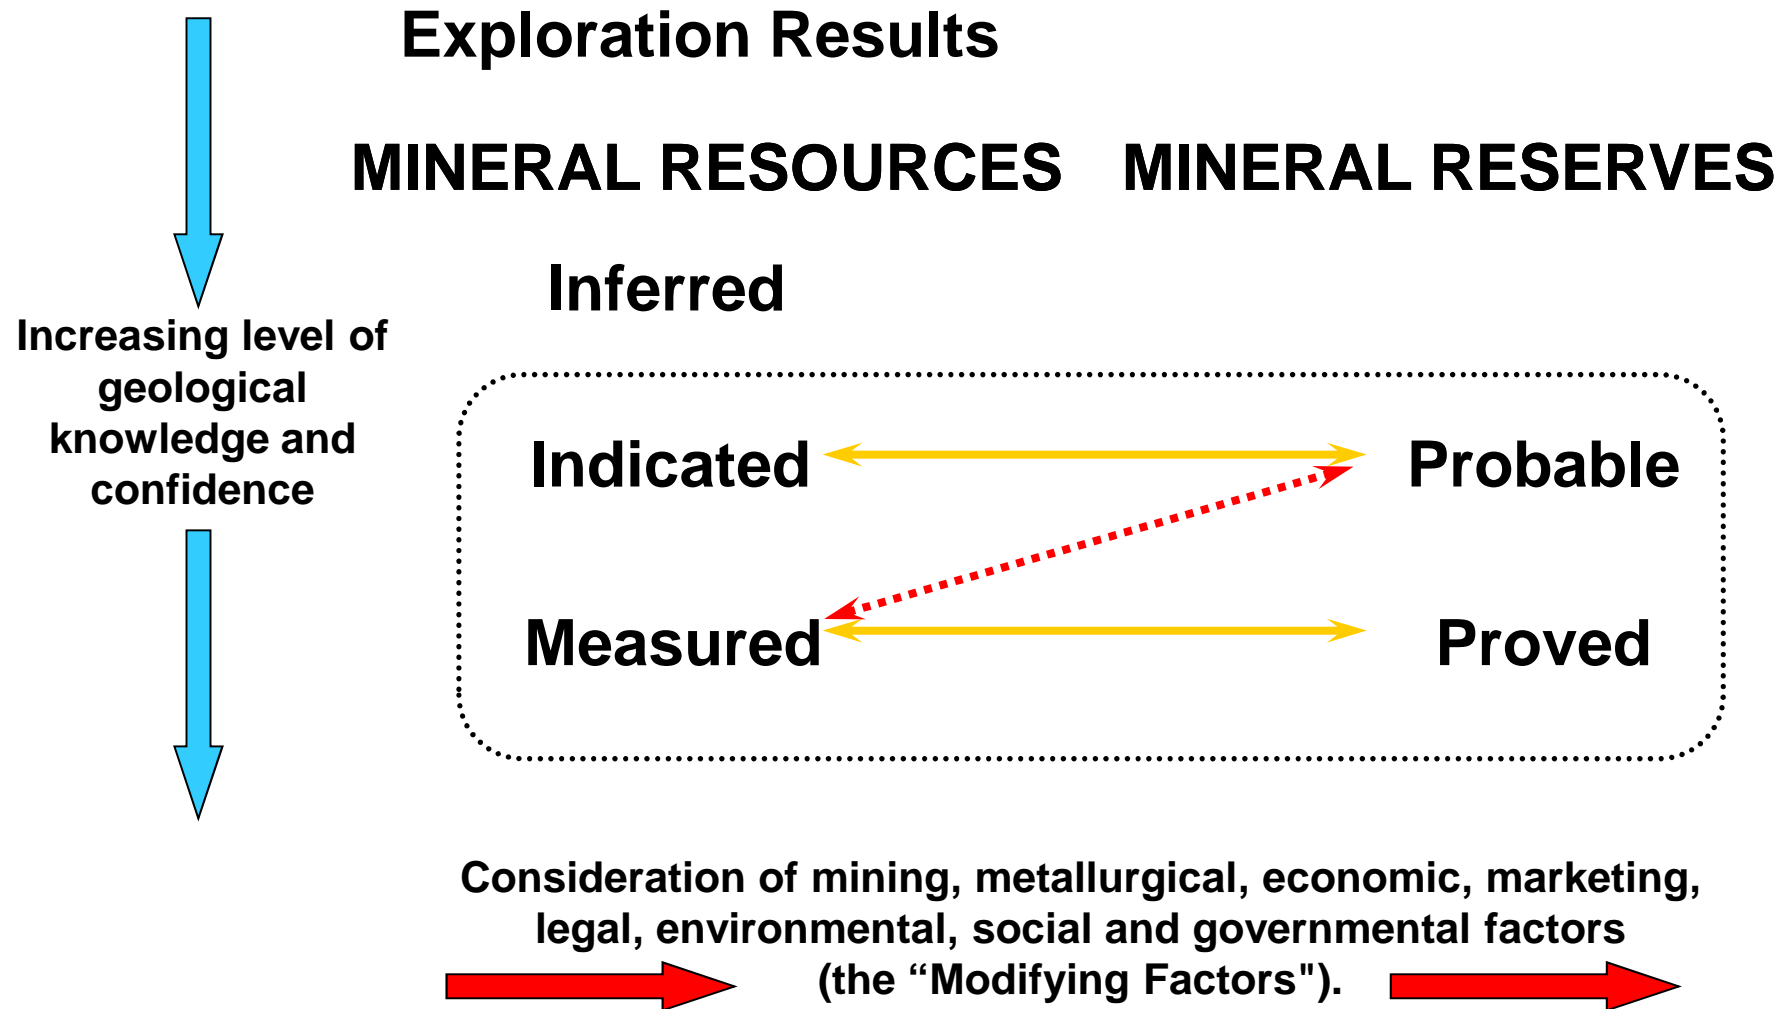 Exploration Results
MINERAL RESOURCES MINERAL RESERVES
Inferred
Increasing level of
geological
knowledge and
confidence
Indicated Probable
Measured Proved
Consideration of mining, metallurgical, economic, marketing,
legal, environmental, social and governmental factors
(the “Modifying Factors").